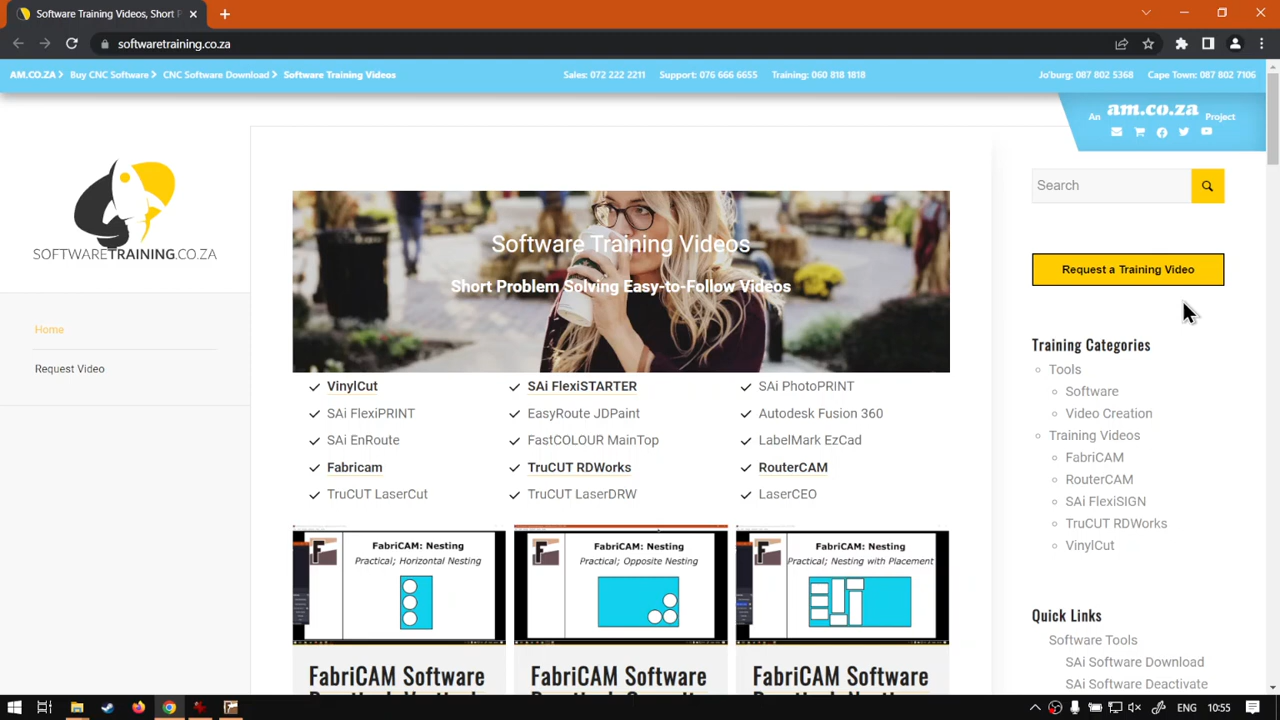 Software Training Videos, Short P
softwaretraining.co.za
AM.CO.ZA
Buy CNC Software
CNC Software Download
Software Training Videos
Sales: 072 222 2211
Support: 076 666 6655
Training: 060 818 1818
Jo'burg: 087 802 5368
Cape Town: 087 802 7106
An am.co.za Project
SOFTWARETRAINING.CO.ZA
Home
Request Video
Software Training Videos
Short Problem Solving Easy-to-Follow Videos
VinylCut
SAi FlexiSTARTER
SAi PhotoPRINT
SAi FlexiPRINT
EasyRoute JDPaint
Autodesk Fusion 360
SAi EnRoute
FastCOLOUR MainTop
LabelMark EzCad
Fabricam
TruCUT RDWorks
RouterCAM
TruCUT LaserCut
TruCUT LaserDRW
LaserCEO
FabriCAM: Nesting
Practical; Horizontal Nesting
FabriCAM: Nesting
Practical; Opposite Nesting
FabriCAM: Nesting
Practical; Nesting with Placement
FabriCAM Software
FabriCAM Software
FabriCAM Software
Search
Request a Training Video
Training Categories
Tools
Software
Video Creation
Training Videos
FabriCAM
RouterCAM
SAi FlexiSIGN
TruCUT RDWorks
VinylCut
Quick Links
Software Tools
SAi Software Download
SAi Software Deactivate
ENG
10:55